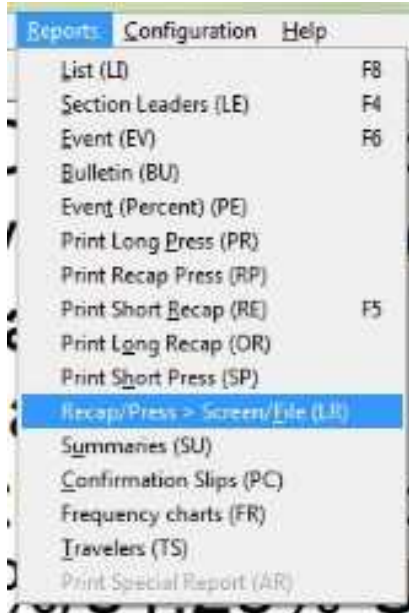 Reports Configuration Help
List (LI) F8
Section Leaders (LE) F4
Event (EV) F6
Bulletin (BU)
Event (Percent) (PE)
Print Long Press (PR)
Print Recap Press (RP)
Print Short Recap (RE) F5
Print Long Recap (OR)
Print Short Press (SP)
Recap/Press > Screen/File (LR)
Summaries (SU)
Confirmation Slips (PC)
Frequency charts (FR)
Travelers (TS)
Print Special Report (AR)